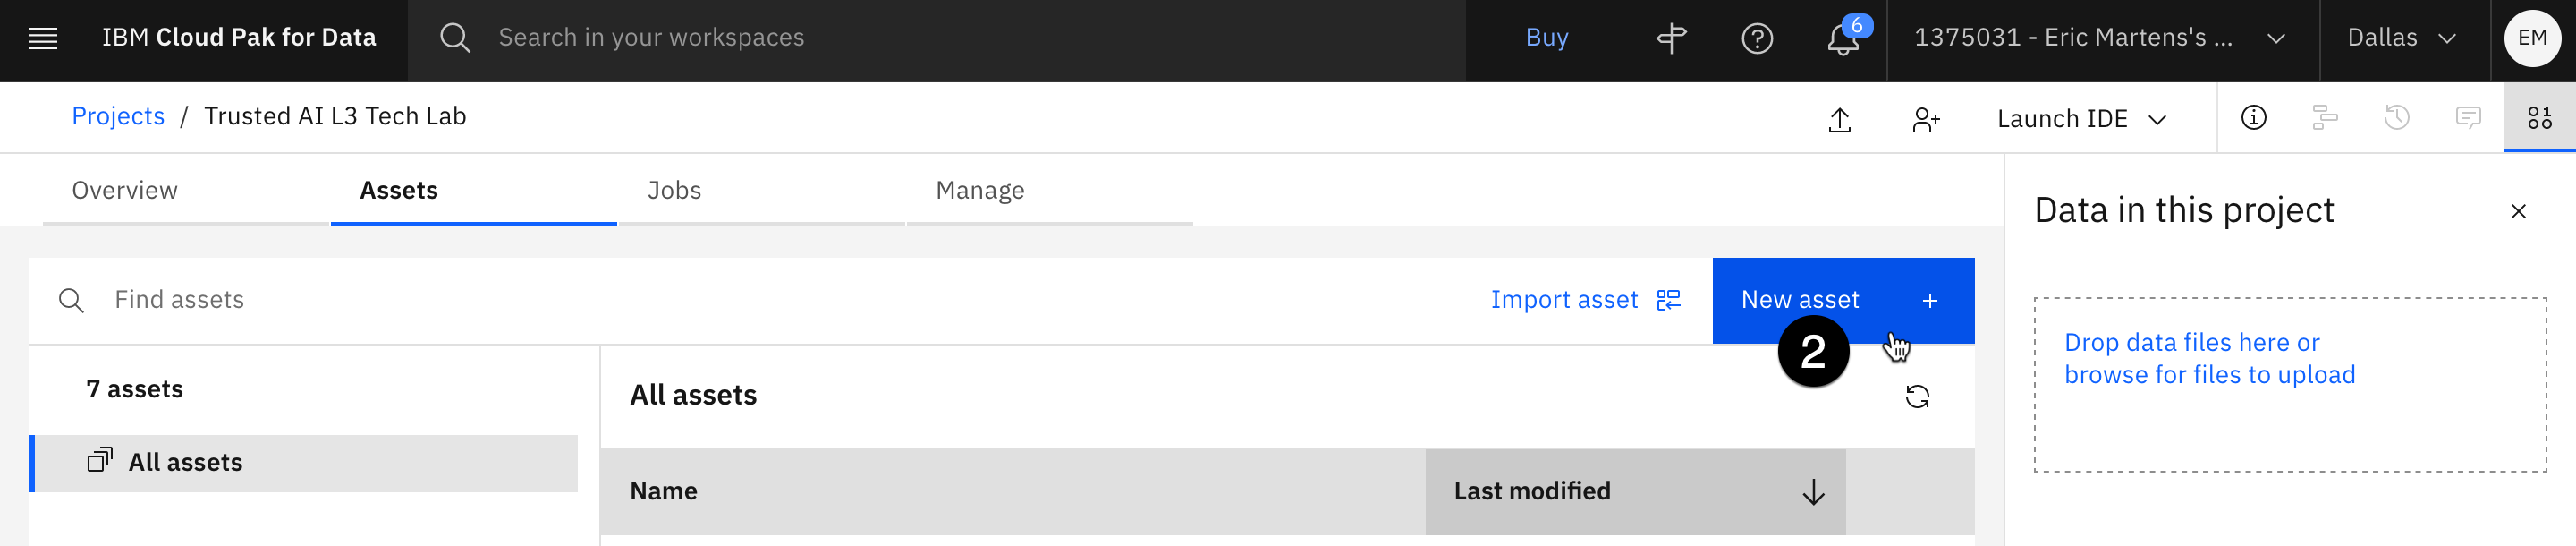 IBM Cloud Pak for Data
Search in your workspaces
Buy
6
1375031 - Eric Martens's ...
Dallas
EM
Projects / Trusted AI L3 Tech Lab
Launch IDE
Overview
Assets
Jobs
Manage
Data in this project
Find assets
Import asset
New asset +
2
Drop data files here or
browse for files to upload
7 assets
All assets
All assets
Name
Last modified